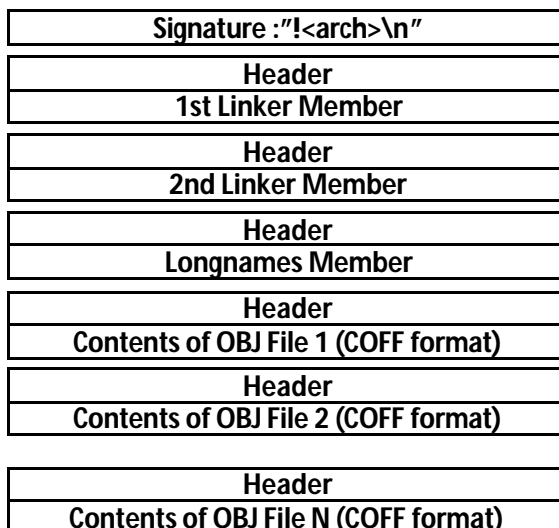 Signature :"!<arch>\n"
Header
1st Linker Member
Header
2nd Linker Member
Header
Longnames Member
Header
Contents of OBJ File 1 (COFF format)
Header
Contents of OBJ File 2 (COFF format)
Header
Contents of OBJ File N (COFF format)